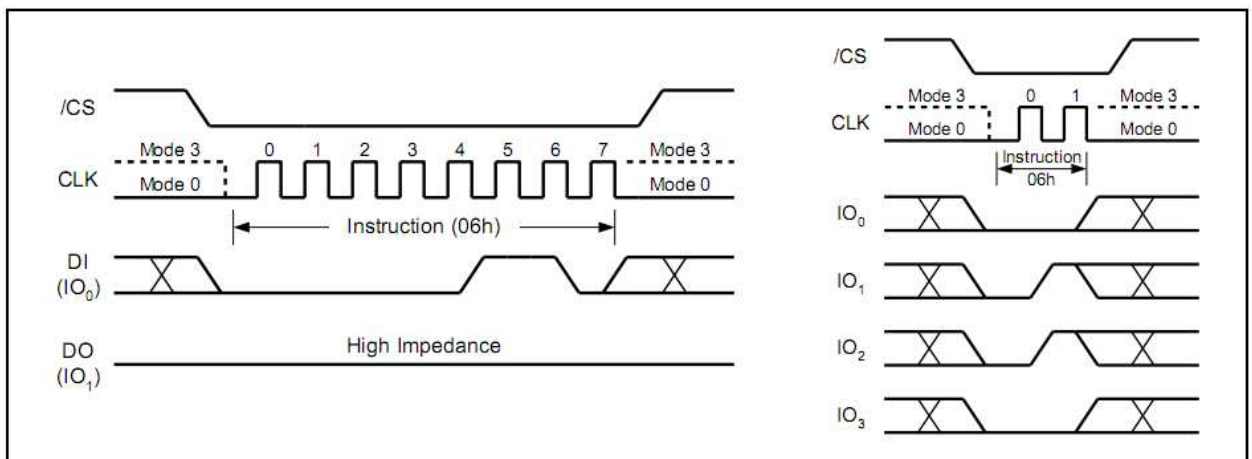 /CS
Mode 3 0 1 2 3 4 5 6 7 Mode 3
CLK
Mode 0 Mode 0
Instruction (06h)
DI
(IO0)
High Impedance
DO
(IO1)
/CS
Mode 3 0 1 Mode 3
CLK
Mode 0 Mode 0
Instruction
06h
IO0
IO1
IO2
IO3